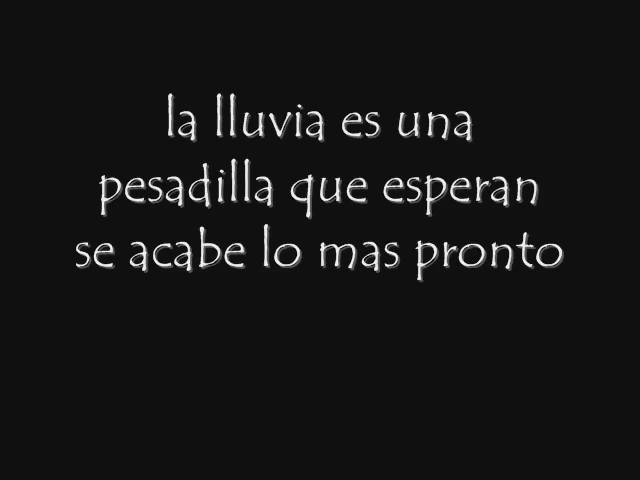 la lluvia es una
pesadilla que esperan
se acabe lo mas pronto